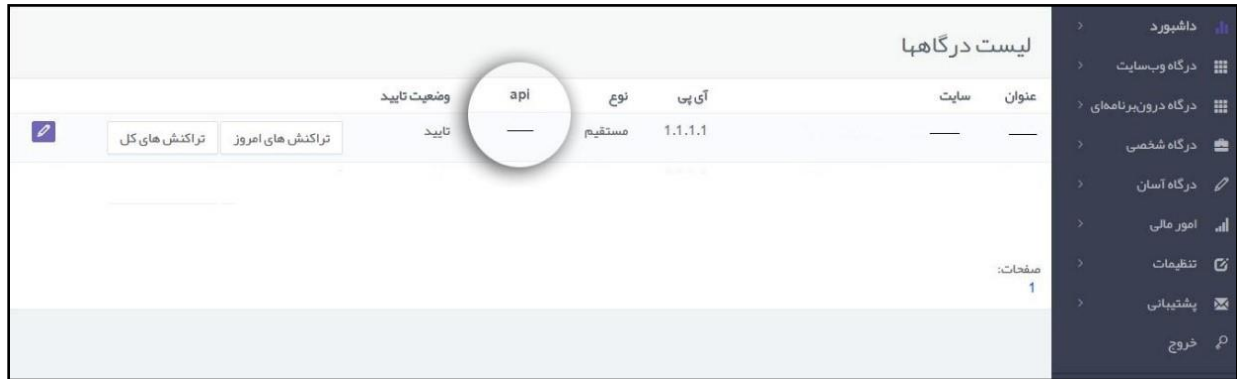 داشبورد
درگاه وب‌سایت
درگاه درون‌برنامه‌ای
درگاه شخصی
درگاه آسان
امور مالی
تنظیمات
پشتیبانی
خروج
لیست درگاهها
عنوان سایت آی پی نوع api وضعیت تایید
1.1.1.1 مستقیم تایید تراکنش های امروز تراکنش های کل
صفحات:
1